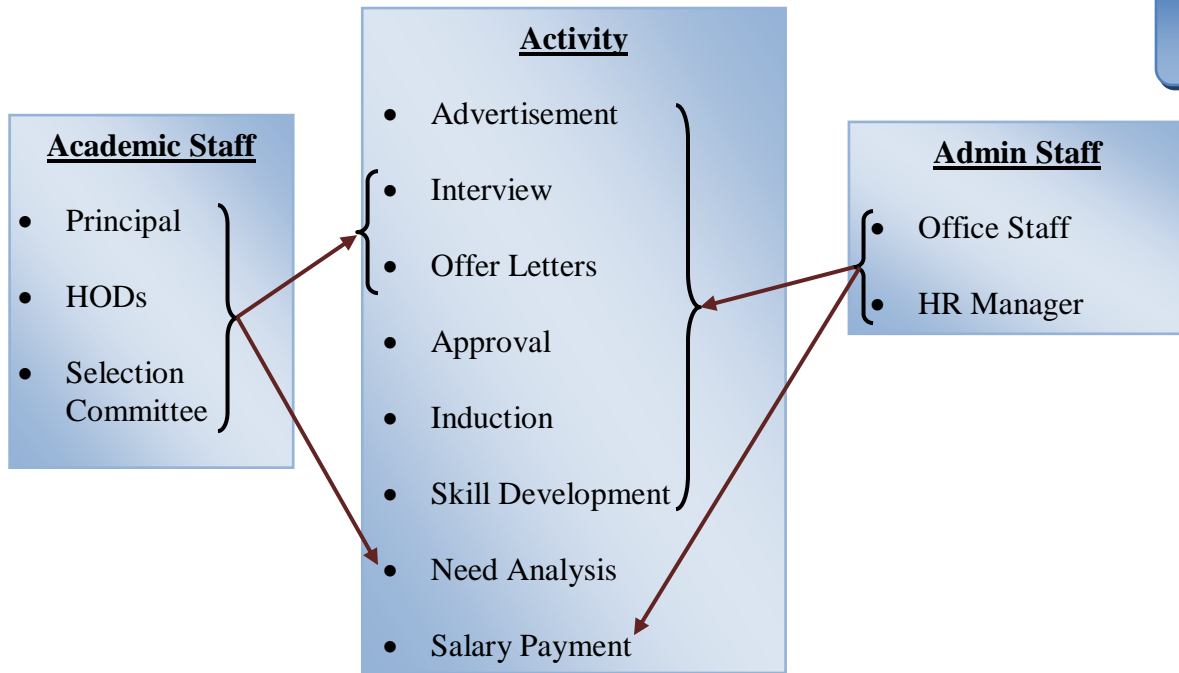 Academic Staff
• Principal
• HODs
• Selection
Committee
Activity
• Advertisement
• Interview
• Offer Letters
• Approval
• Induction
• Skill Development
• Need Analysis
• Salary Payment
Admin Staff
• Office Staff
• HR Manager